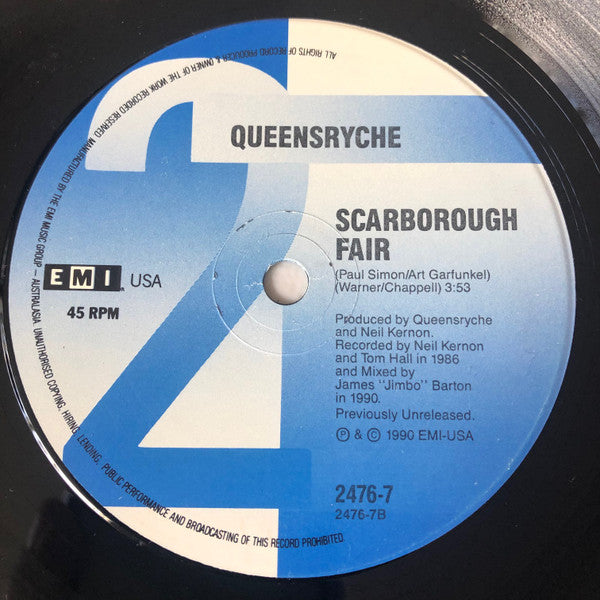 ALL RIGHTS OF RECORD PRODUCER & OWNER OF THE WORK RECORDED RESERVED MANUFACTURED BY THE EMI MUSIC GROUP – AUSTRALASIA. UNAUTHORISED COPYING, HIRING, LENDING, PUBLIC PERFORMANCE AND BROADCASTING OF THIS RECORD PROHIBITED.
2
QUEENSRYCHE
SCARBOROUGH
FAIR
(Paul Simon/Art Garfunkel)
(Warner/Chappell) 3:53
EMI USA
45 RPM
Produced by Queensryche
and Neil Kernon.
Recorded by Neil Kernon
and Tom Hall in 1986
and Mixed by
James "Jimbo" Barton
in 1990.
Previously Unreleased.
Ⓟ & © 1990 EMI-USA
2476-7
2476-7B